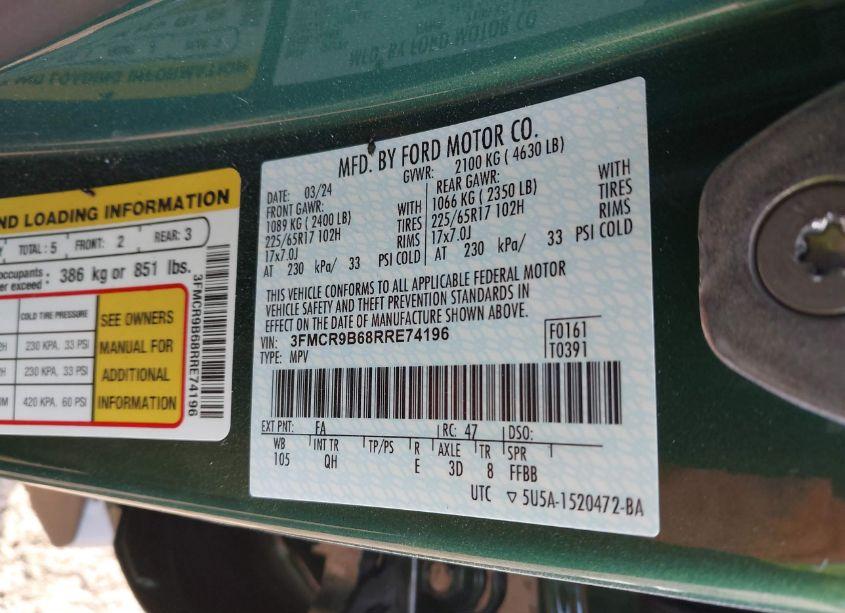 ND LOADING INFORMATION
TOTAL: 5 FRONT: 2 REAR: 3
occupants
er exceed : 386 kg or 851 lbs.
COLD TIRE PRESSURE
230 KPA, 33 PSI
230 KPA, 33 PSI
420 KPA, 60 PSI
SEE OWNERS
MANUAL FOR
ADDITIONAL
INFORMATION
3FMCR9B68RRE74196
MFD. BY FORD MOTOR CO.
DATE: 03/24 GVWR: 2100 KG ( 4630 LB)
FRONT GAWR: REAR GAWR:
1089 KG ( 2400 LB) WITH 1066 KG ( 2350 LB) WITH
225/65R17 102H TIRES 225/65R17 102H TIRES
17x7.0J RIMS 17x7.0J RIMS
AT 230 kPa/ 33 PSI COLD AT 230 kPa/ 33 PSI COLD
THIS VEHICLE CONFORMS TO ALL APPLICABLE FEDERAL MOTOR
VEHICLE SAFETY AND THEFT PREVENTION STANDARDS IN
EFFECT ON THE DATE OF MANUFACTURE SHOWN ABOVE.
VIN: 3FMCR9B68RRE74196 F0161
TYPE: MPV T0391
EXT PNT: FA RC: 47 DSO:
WB INT TR TP/PS R AXLE TR SPR
105 QH E 3D 8 FFBB
UTC ▽5U5A-1520472-BA